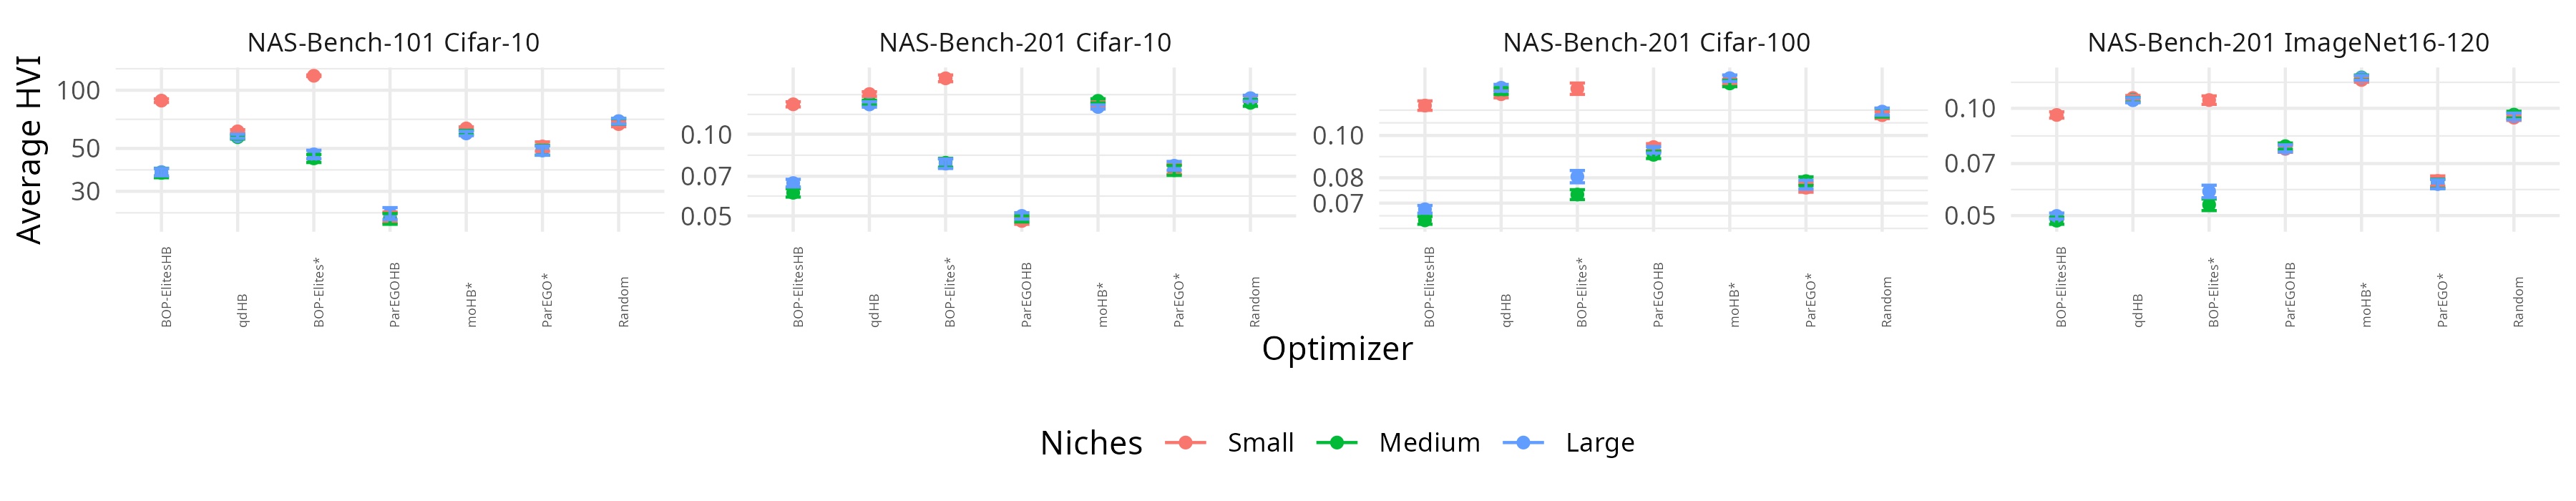 NAS-Bench-101 Cifar-10
NAS-Bench-201 Cifar-10
NAS-Bench-201 Cifar-100
NAS-Bench-201 ImageNet16-120
Average HVI
100
50
30
0.10
0.07
0.05
0.10
0.08
0.07
0.10
0.07
0.05
BOP-ElitesHB
qdHB
BOP-Elites*
ParEGOHB
moHB*
ParEGO*
Random
BOP-ElitesHB
qdHB
BOP-Elites*
ParEGOHB
moHB*
ParEGO*
Random
BOP-ElitesHB
qdHB
BOP-Elites*
ParEGOHB
moHB*
ParEGO*
Random
BOP-ElitesHB
qdHB
BOP-Elites*
ParEGOHB
moHB*
ParEGO*
Random
Optimizer
Niches Small Medium Large